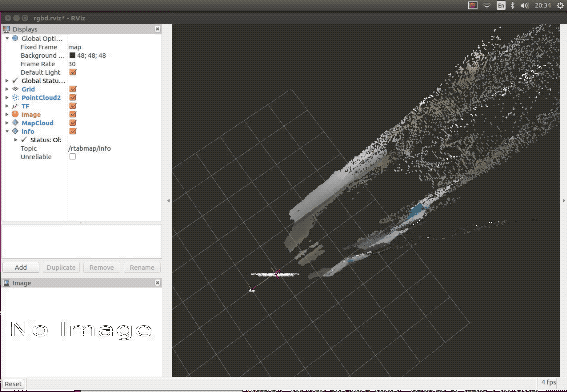 En
20:31
rgbd.rviz* - RViz
Displays
Global Opti...
Fixed Frame map
Background ... 48; 48; 48
Frame Rate 30
Default Light
Global Statu...
Grid
PointCloud2
TF
Image
MapCloud
Info
Status: Ok
Topic /rtabmap/info
Unreliable
Add Duplicate Remove Rename
Image
No Image
Reset
4 fps